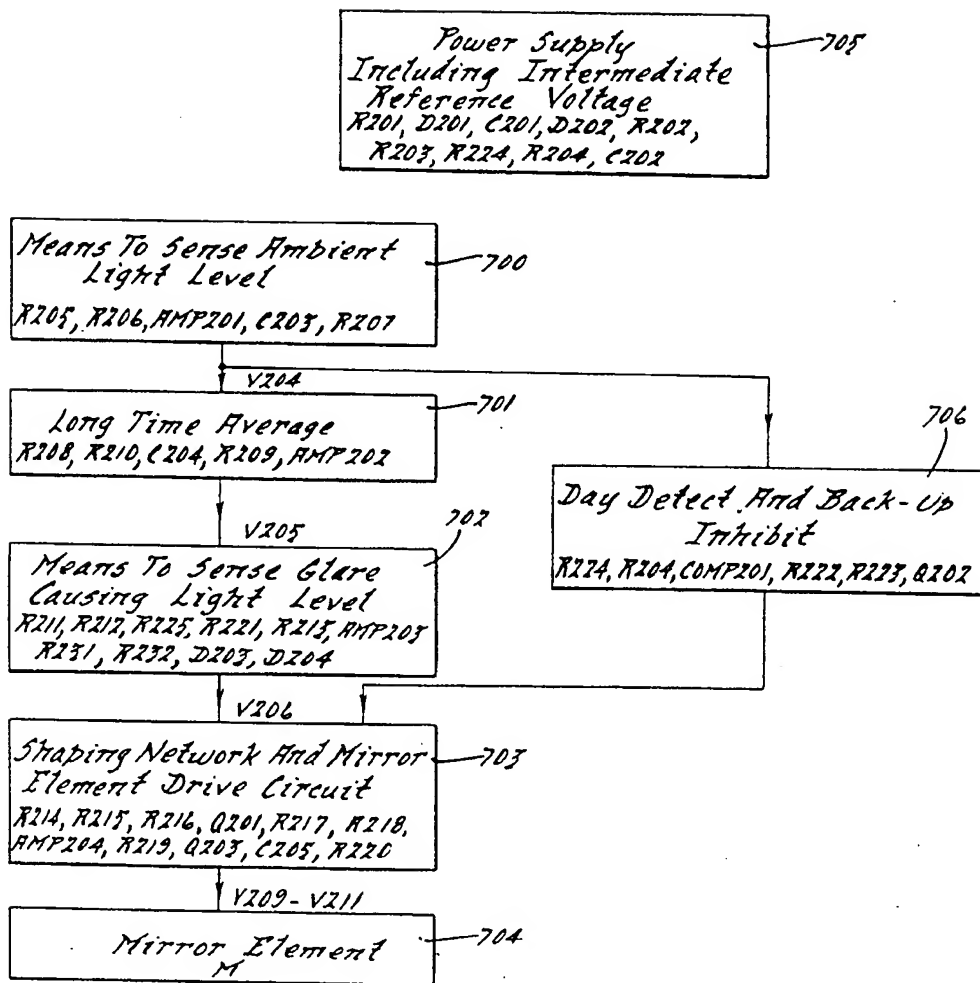 Power Supply
Including Intermediate
Reference Voltage
R201, D201, C201, D202, R202,
R203, R224, R204, C202
705
Means To Sense Ambient
Light Level
R205, R206, AMP201, C203, R207
700
V204
Long Time Average
R208, R210, C204, R209, AMP202
701
V205
Means To Sense Glare
Causing Light Level
R211, R212, R225, R221, R213, AMP203
R231, R232, D203, D204
702
Day Detect And Back-Up
Inhibit
R224, R204, COMP201, R222, R223, Q202
706
V206
Shaping Network And Mirror
Element Drive Circuit
R214, R215, R216, Q201, R217, R218,
AMP204, R219, Q203, C205, R220
703
V209-V211
Mirror Element
M
704